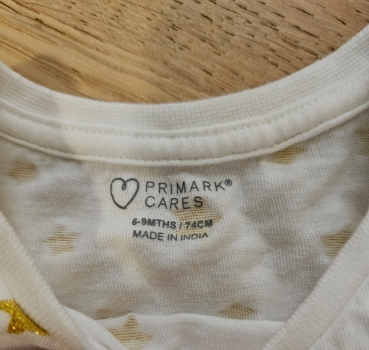 PRIMARK®
CARES
6-9MTHS / 74CM
MADE IN INDIA